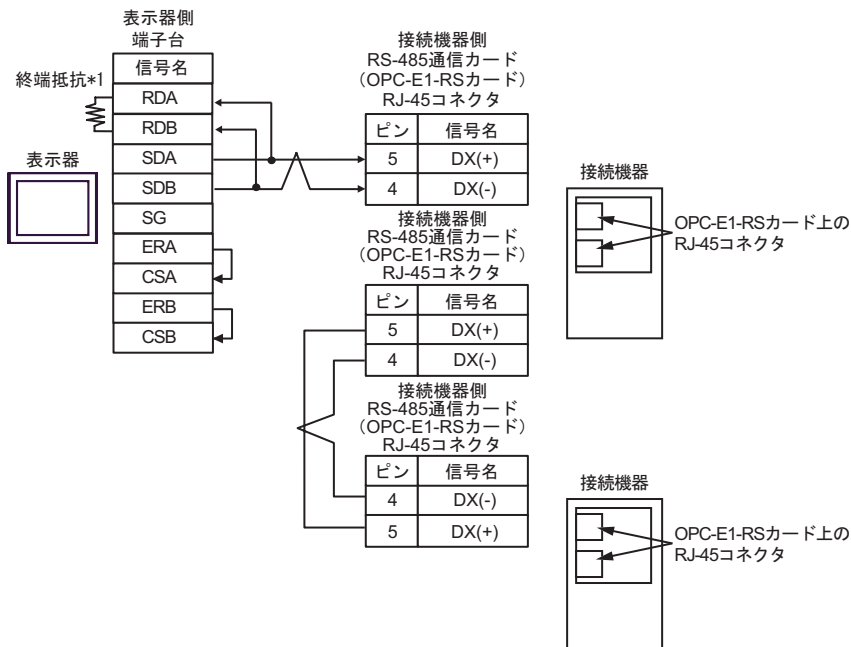 表示器側
端子台
信号名
RDA
RDB
SDA
SDB
SG
ERA
CSA
ERB
CSB
終端抵抗*1
表示器
接続機器側
RS-485通信カード
（OPC-E1-RSカード）
RJ-45コネクタ
ピン 信号名
5 DX(+)
4 DX(-)
接続機器側
RS-485通信カード
（OPC-E1-RSカード）
RJ-45コネクタ
ピン 信号名
5 DX(+)
4 DX(-)
接続機器側
RS-485通信カード
（OPC-E1-RSカード）
RJ-45コネクタ
ピン 信号名
4 DX(-)
5 DX(+)
接続機器
OPC-E1-RSカード上の
RJ-45コネクタ
接続機器
OPC-E1-RSカード上の
RJ-45コネクタ